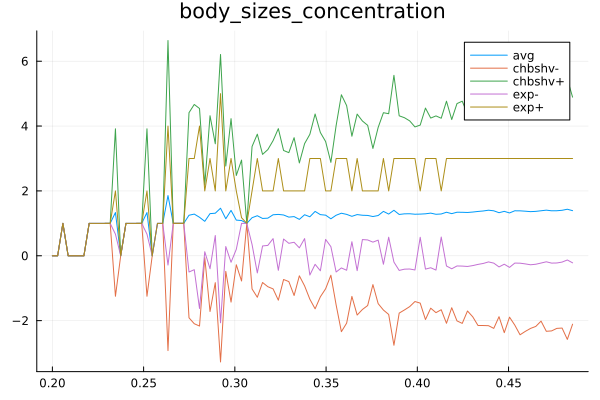 body_sizes_concentration
avg
chbshv-
chbshv+
exp-
exp+
6
4
2
0
−2
0.20 0.25 0.30 0.35 0.40 0.45